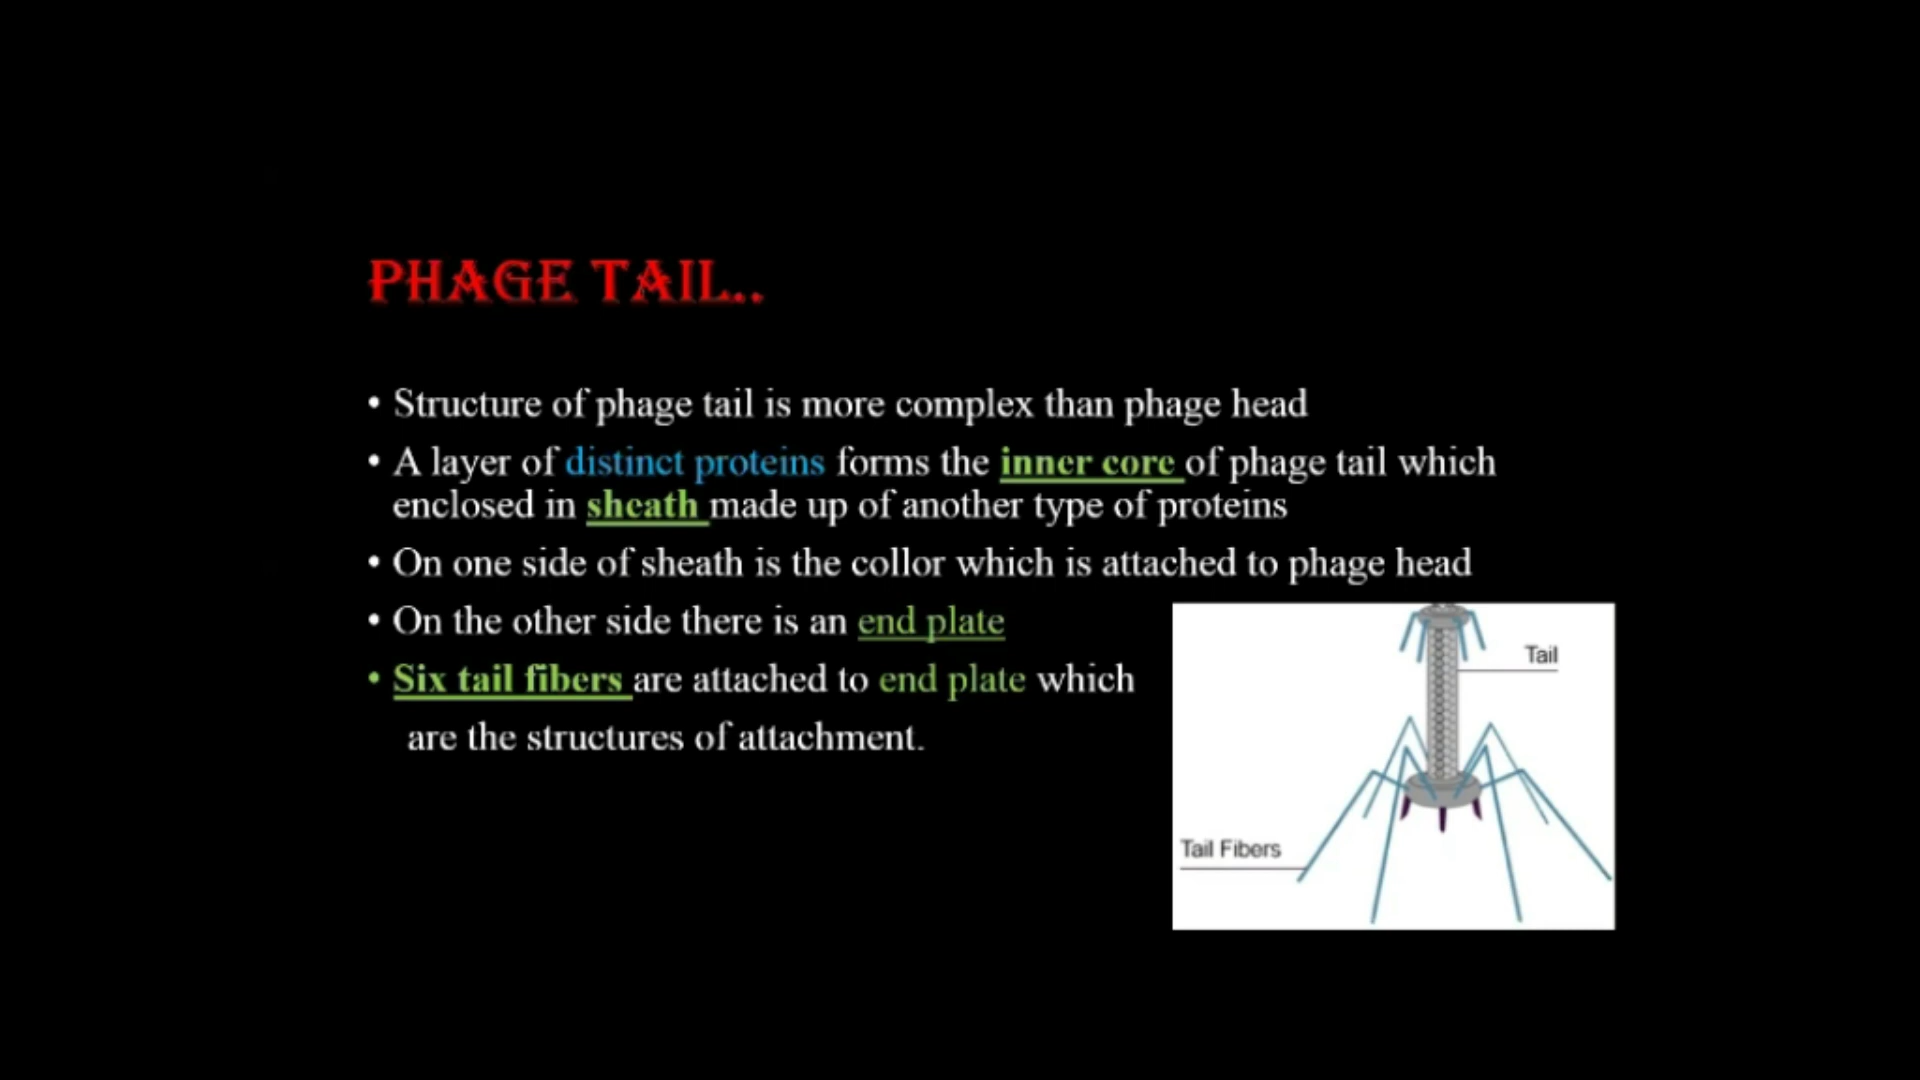 PHAGE TAIL..
• Structure of phage tail is more complex than phage head
• A layer of distinct proteins forms the inner core of phage tail which
enclosed in sheath made up of another type of proteins
• On one side of sheath is the collor which is attached to phage head
• On the other side there is an end plate
• Six tail fibers are attached to end plate which
are the structures of attachment.
Tail
Tail Fibers